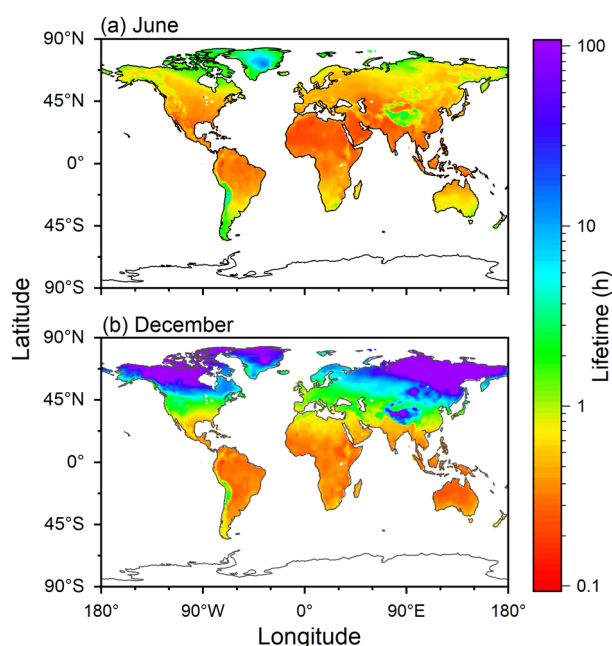 (a) June
90°N
45°N
0°
45°S
90°S
(b) December
90°N
45°N
0°
45°S
90°S
180°
90°W
0°
90°E
180°
Longitude
Latitude
100
10
1
0.1
Lifetime (h)